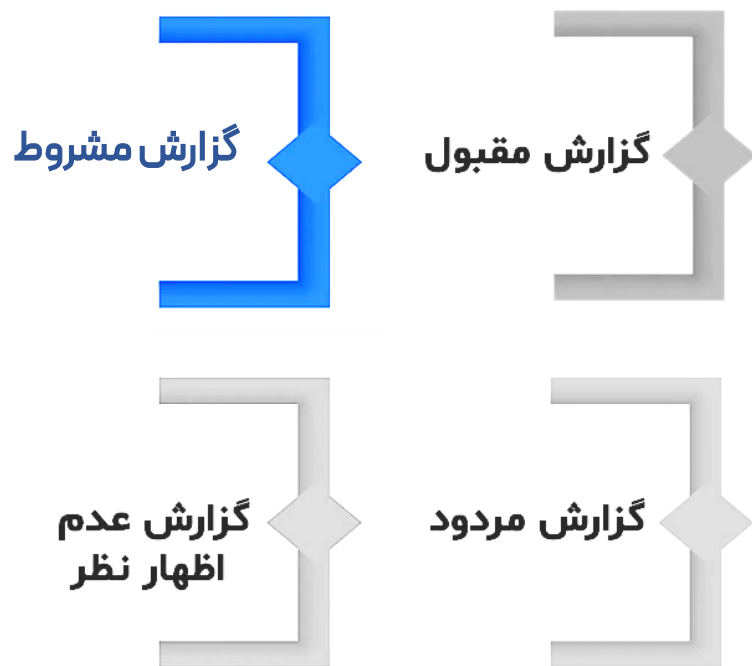 گزارش مقبول
گزارش مشروط
گزارش مردود
گزارش عدم
اظهار نظر